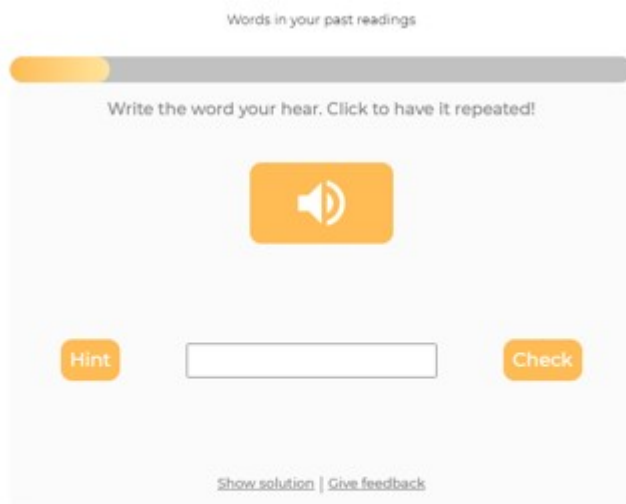 Words in your past readings
Write the word your hear. Click to have it repeated!
Hint
Check
Show solution | Give feedback